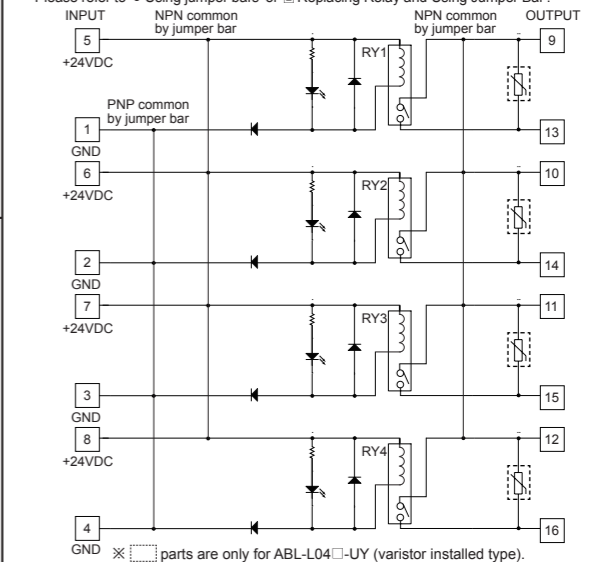 Please refer to '� Using jumper bars' or '� Replacing Relay and Using Jumper Bar'.
INPUT
NPN common
by jumper bar
NPN common
by jumper bar
OUTPUT
5
+24VDC
RY1
9
PNP common
by jumper bar
1
GND
13
6
+24VDC
RY2
10
2
GND
14
7
+24VDC
RY3
11
3
GND
15
8
+24VDC
RY4
12
4
GND
16
※ parts are only for ABL-L04□-UY (varistor installed type).